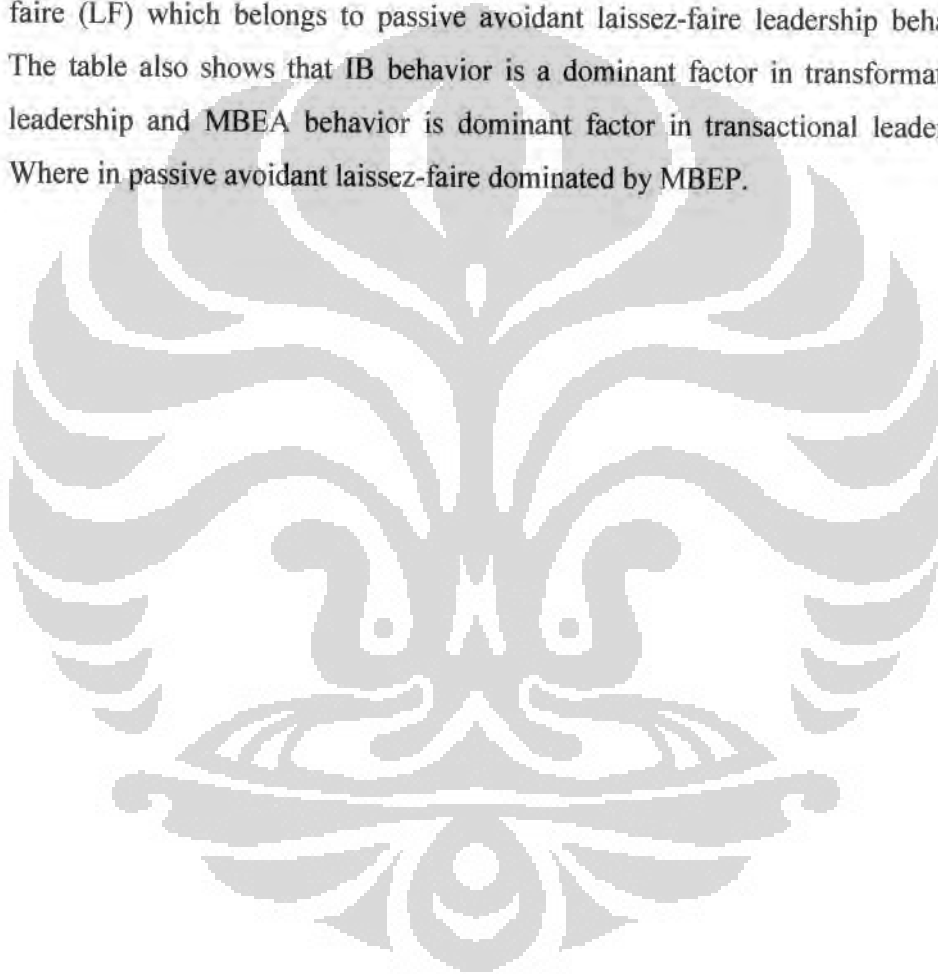 faire (LF) which belongs to passive avoidant laissez-faire leadership beha
The table also shows that IB behavior is a dominant factor in transforma
leadership and MBEA behavior is dominant factor in transactional leade
Where in passive avoidant laissez-faire dominated by MBEP.